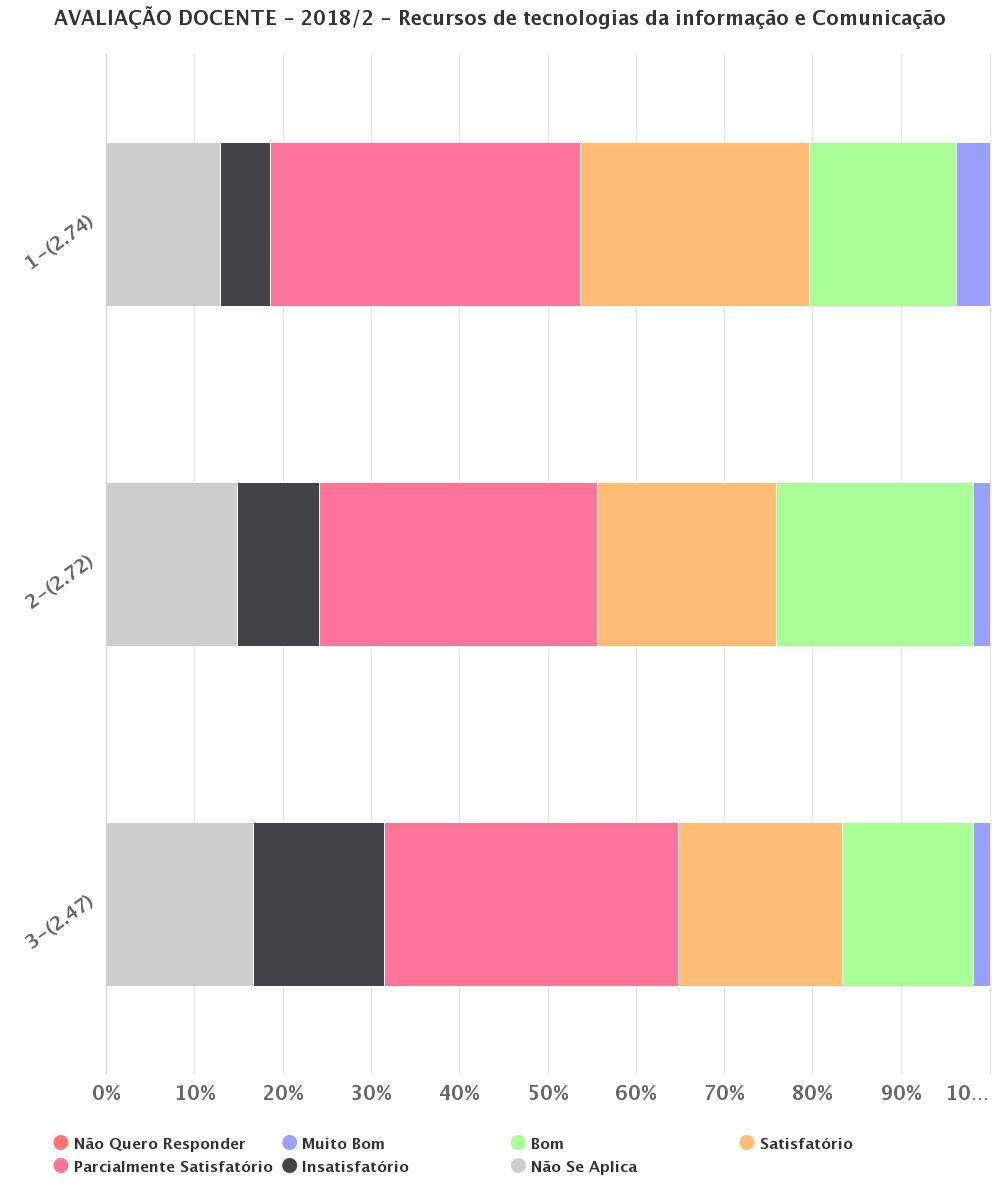 AVALIAÇÃO DOCENTE – 2018/2 – Recursos de tecnologias da informação e Comunicação
1–(2.74)
2–(2.72)
3–(2.47)
0% 10% 20% 30% 40% 50% 60% 70% 80% 90% 10...
Não Quero Responder Muito Bom Bom Satisfatório
Parcialmente Satisfatório Insatisfatório Não Se Aplica